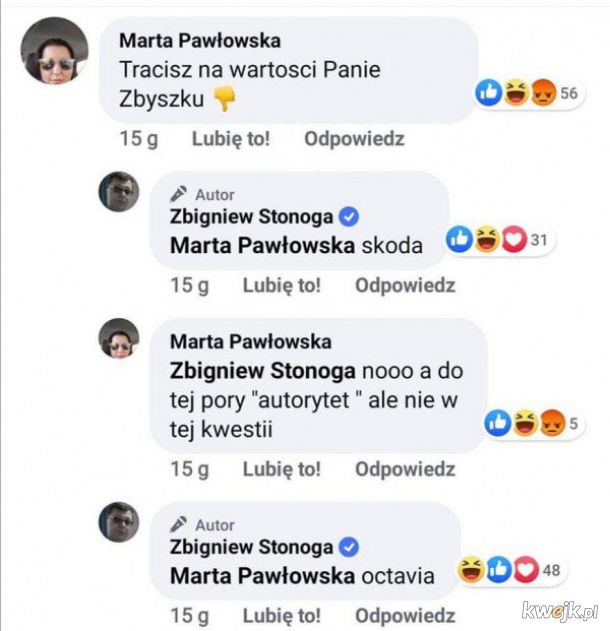 Marta Pawłowska
Tracisz na wartosci Panie
Zbyszku 👎
56
15 g Lubię to! Odpowiedz
Autor
Zbigniew Stonoga
Marta Pawłowska skoda
31
15 g Lubię to! Odpowiedz
Marta Pawłowska
Zbigniew Stonoga nooo a do
tej pory "autorytet " ale nie w
tej kwestii
5
15 g Lubię to! Odpowiedz
Autor
Zbigniew Stonoga
Marta Pawłowska octavia
48
15 g Lubię to! Odpowiedz
kwejk.pl